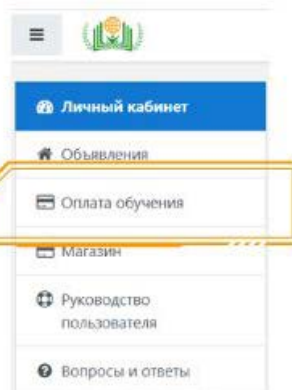 Личный кабинет
Объявления
Оплата обучения
Магазин
Руководство
пользователя
Вопросы и ответы